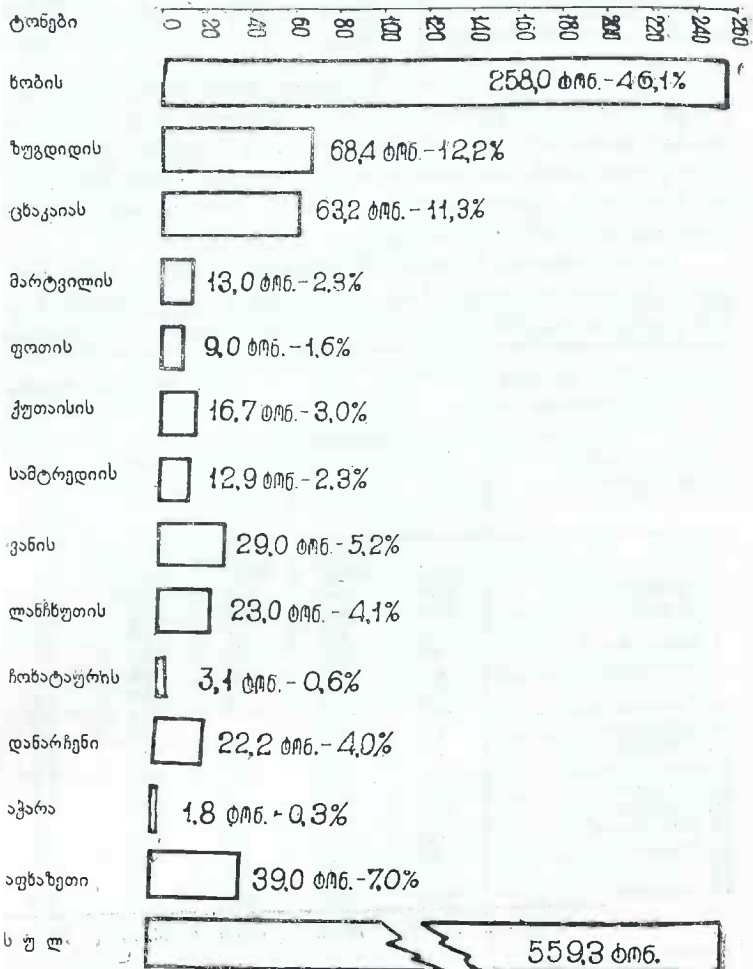 ტონები 0 20 40 60 80 100 120 140 160 180 200 220 240 260
ხობის 258,0 ტონ.-46,1%
ზუგდიდის 68,4 ტონ.-12,2%
ცხაკაიას 63,2 ტონ.-11,3%
მარტვილის 13,0 ტონ.-2,3%
ფოთის 9,0 ტონ.-1,6%
ქუთაისის 16,7 ტონ.-3,0%
სამტრედიის 12,9 ტონ.-2,3%
ვანის 29,0 ტონ.-5,2%
ლანჩხუთის 23,0 ტონ.-4,1%
ჩოხატაურის 3,1 ტონ.-0,6%
დანარჩენი 22,2 ტონ.-4,0%
აჭარა 1,8 ტონ.-0,3%
აფხაზეთი 39,0 ტონ.-7,0%
ს უ ლ 559,3 ტონ.